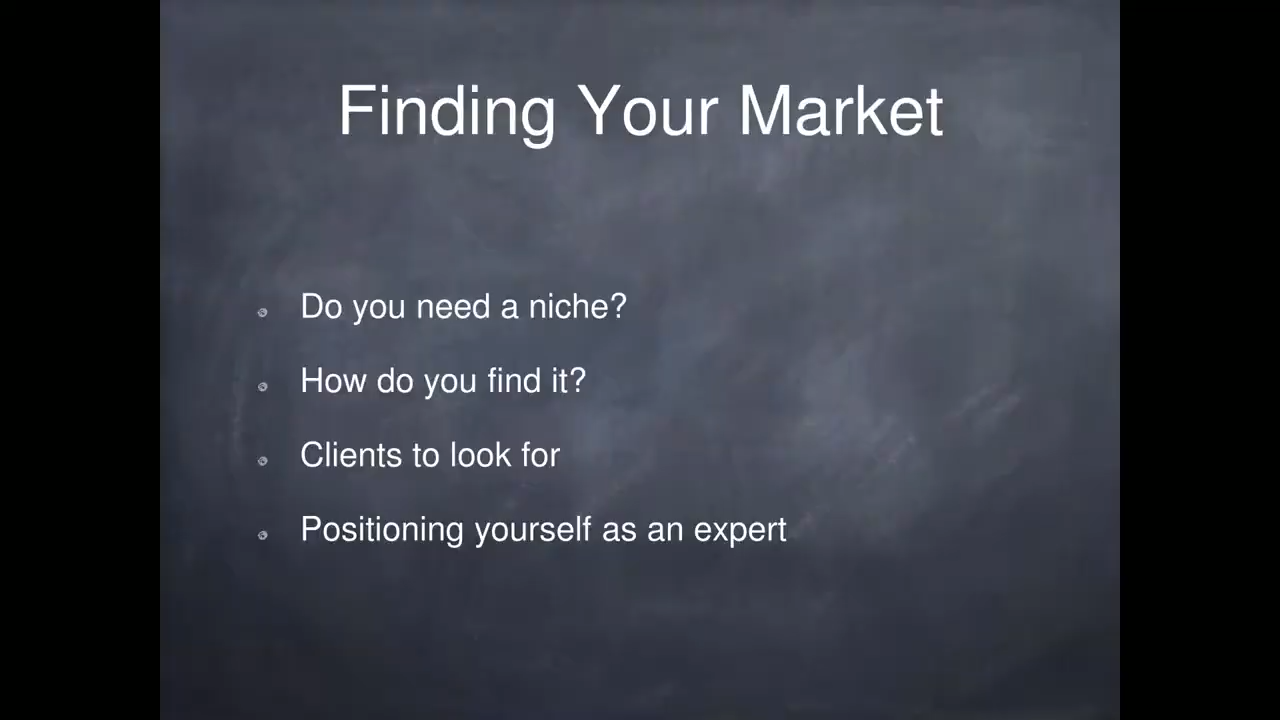 Finding Your Market
Do you need a niche?
How do you find it?
Clients to look for
Positioning yourself as an expert